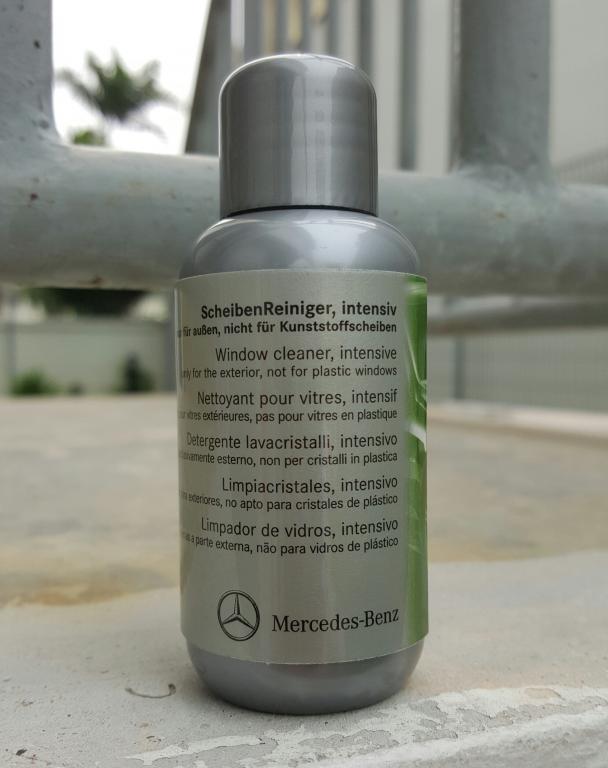 ScheibenReiniger, intensiv
für außen, nicht für Kunststoffscheiben
Window cleaner, intensive
for the exterior, not for plastic windows
Nettoyant pour vitres, intensif
vitres extérieures, pas pour vitres en plastique
Detergente lavacristalli, intensivo
esterno, non per cristalli in plastica
Limpiacristales, intensivo
exteriores, no apto para cristales de plástico
Limpador de vidros, intensivo
a parte externa, não para vidros de plástico
Mercedes-Benz